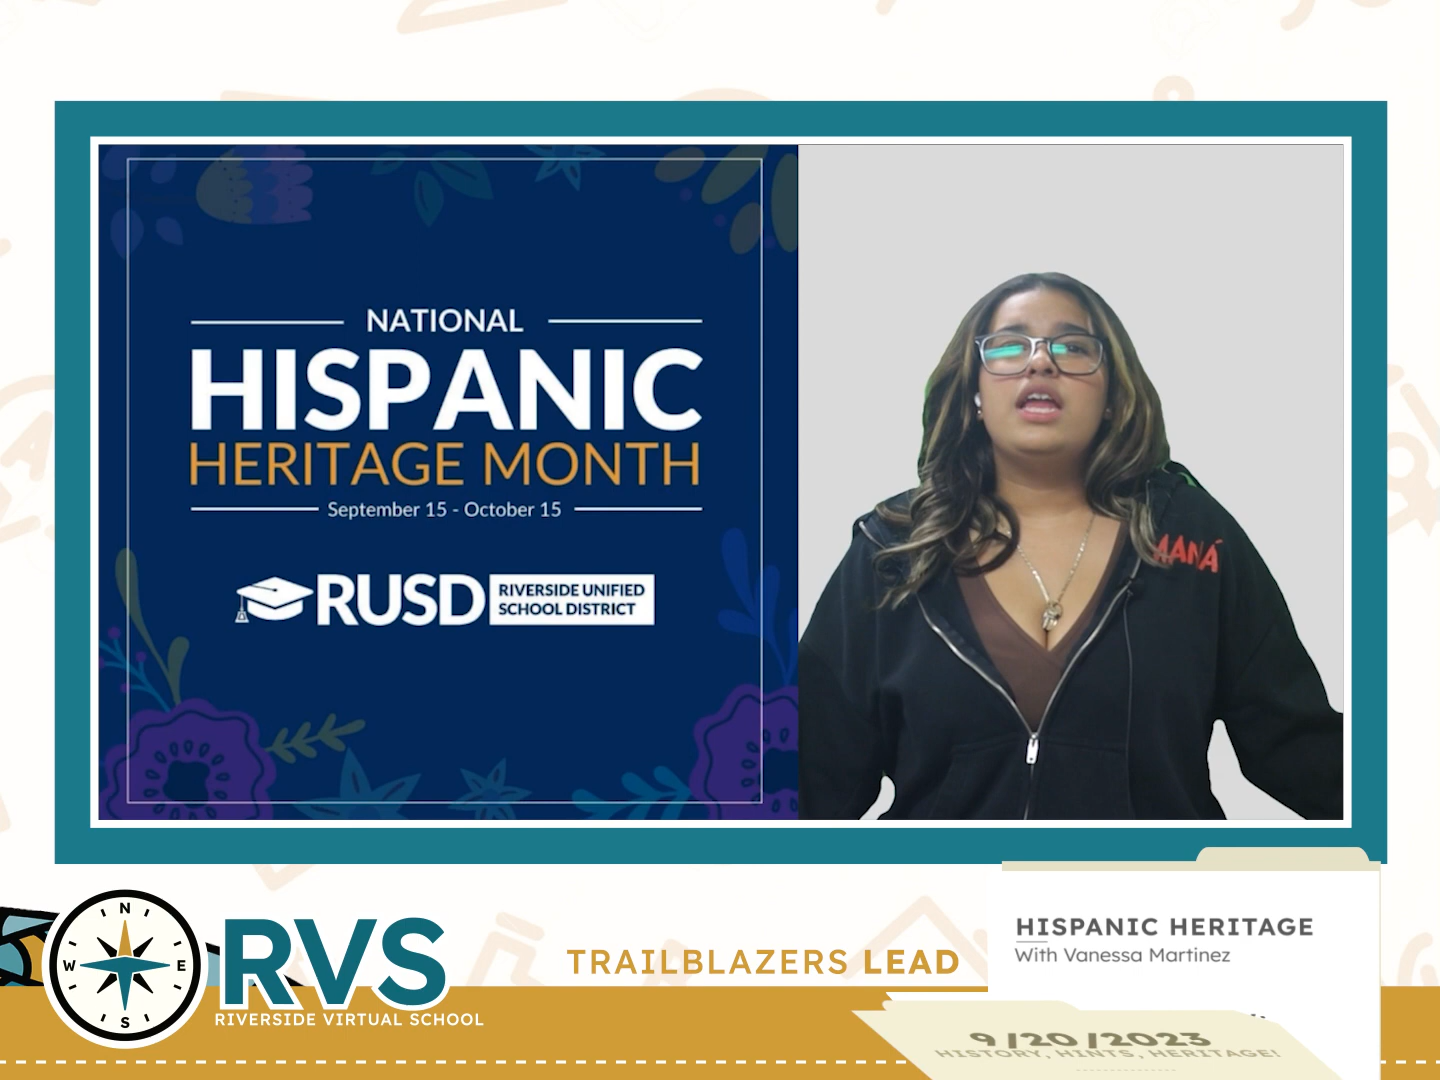 NATIONAL
HISPANIC
HERITAGE MONTH
September 15 - October 15
RUSD
RIVERSIDE UNIFIED
SCHOOL DISTRICT
MANÁ
N
W
E
S
RVS
RIVERSIDE VIRTUAL SCHOOL
TRAILBLAZERS LEAD
HISPANIC HERITAGE
With Vanessa Martinez
9/20/2023
HISTORY, HINTS, HERITAGE!